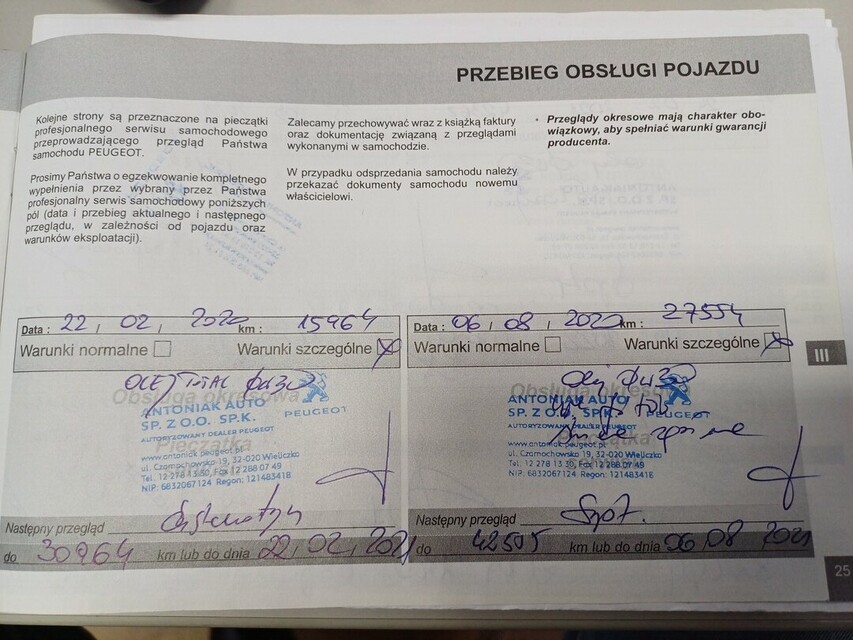 PRZEBIEG OBSŁUGI POJAZDU
Kolejne strony są przeznaczone na pieczątki
profesjonalnego serwisu samochodowego
przeprowadzającego przegląd Państwa
samochodu PEUGEOT.
Prosimy Państwa o egzekwowanie kompletnego
wypełnienia przez wybrany przez Państwa
profesjonalny serwis samochodowy poniższych
pól (data i przebieg aktualnego i następnego
przeglądu, w zależności od pojazdu oraz
warunków eksploatacji).
Zalecamy przechowywać wraz z książką faktury
oraz dokumentację związaną z przeglądami
wykonanymi w samochodzie.
W przypadku odsprzedania samochodu należy
przekazać dokumenty samochodu nowemu
właścicielowi.
• Przeglądy okresowe mają charakter obo-
wiązkowy, aby spełniać warunki gwarancji
producenta.
Data : 22 / 02 / 2020 km : 15964
Warunki normalne Warunki szczególne
OLEJ TOTAL
Obsługa okresowa
ANTONIAK AUTO
SP. Z O.O. SP.K. PEUGEOT
AUTORYZOWANY DEALER PEUGEOT
Pieczątka
www.antoniak.peugeot.pl
ul. Czarnochowska 19, 32-020 Wieliczka
Tel. 12 278 13 50, Fax 12 288 07 49
NIP: 6832067124 Regon: 121483418
Następny przegląd
do 30964 km lub do dnia 22.02.2021
Data : 06 / 08 / 2020 km : 27554
Warunki normalne Warunki szczególne
Olej
Obsługa okresowa
ANTONIAK AUTO
SP. Z O.O. SP.K. PEUGEOT
AUTORYZOWANY DEALER PEUGEOT
www.antoniak.peugeot.pl
ul. Czarnochowska 19, 32-020 Wieliczka
Tel. 12 278 13 50, Fax 12 288 07 49
NIP: 6832067124 Regon: 121483418
Następny przegląd
do 42505 km lub do dnia 06 08 2021
III
25